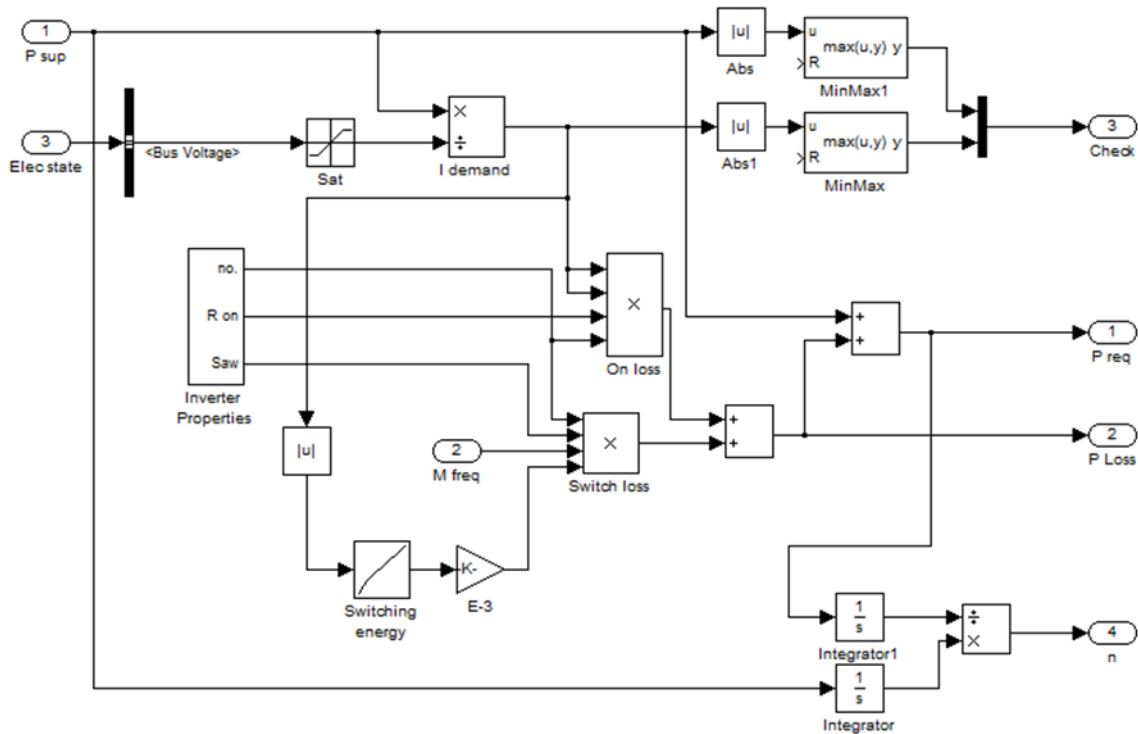 1
P sup
|u|
Abs
u
R
max(u,y) y
MinMax1
3
Elec state
<Bus Voltage>
Sat
×
÷
I demand
|u|
Abs1
u
R
max(u,y) y
MinMax
3
Check
no.
R on
Saw
Inverter
Properties
×
On loss
+
+
1
P req
|u|
2
M freq
×
Switch loss
+
+
2
P Loss
Switching
energy
-K-
E-3
1
s
Integrator1
÷
×
4
n
1
s
Integrator